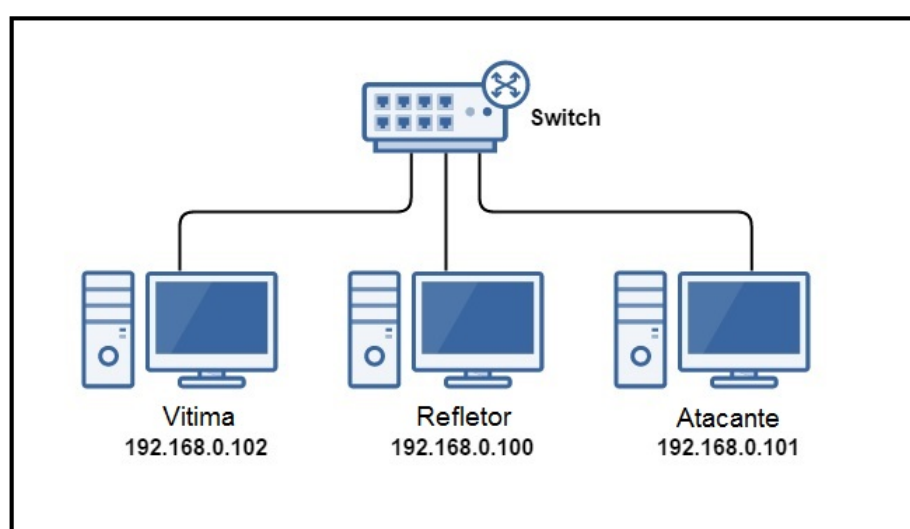 Switch
Vitima
192.168.0.102
Refletor
192.168.0.100
Atacante
192.168.0.101